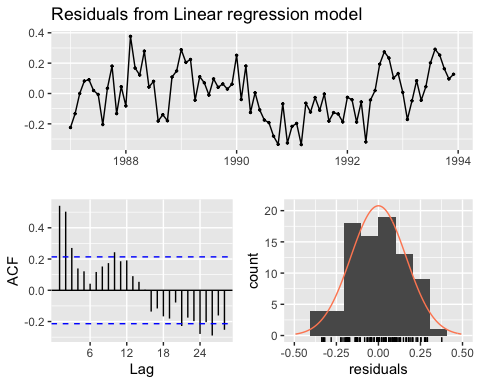 Residuals from Linear regression model
0.4
0.2
0.0
-0.2
1988 1990 1992 1994
ACF
0.4
0.2
0.0
-0.2
6 12 18 24
Lag
count
20
15
10
5
0
-0.50 -0.25 0.00 0.25 0.50
residuals